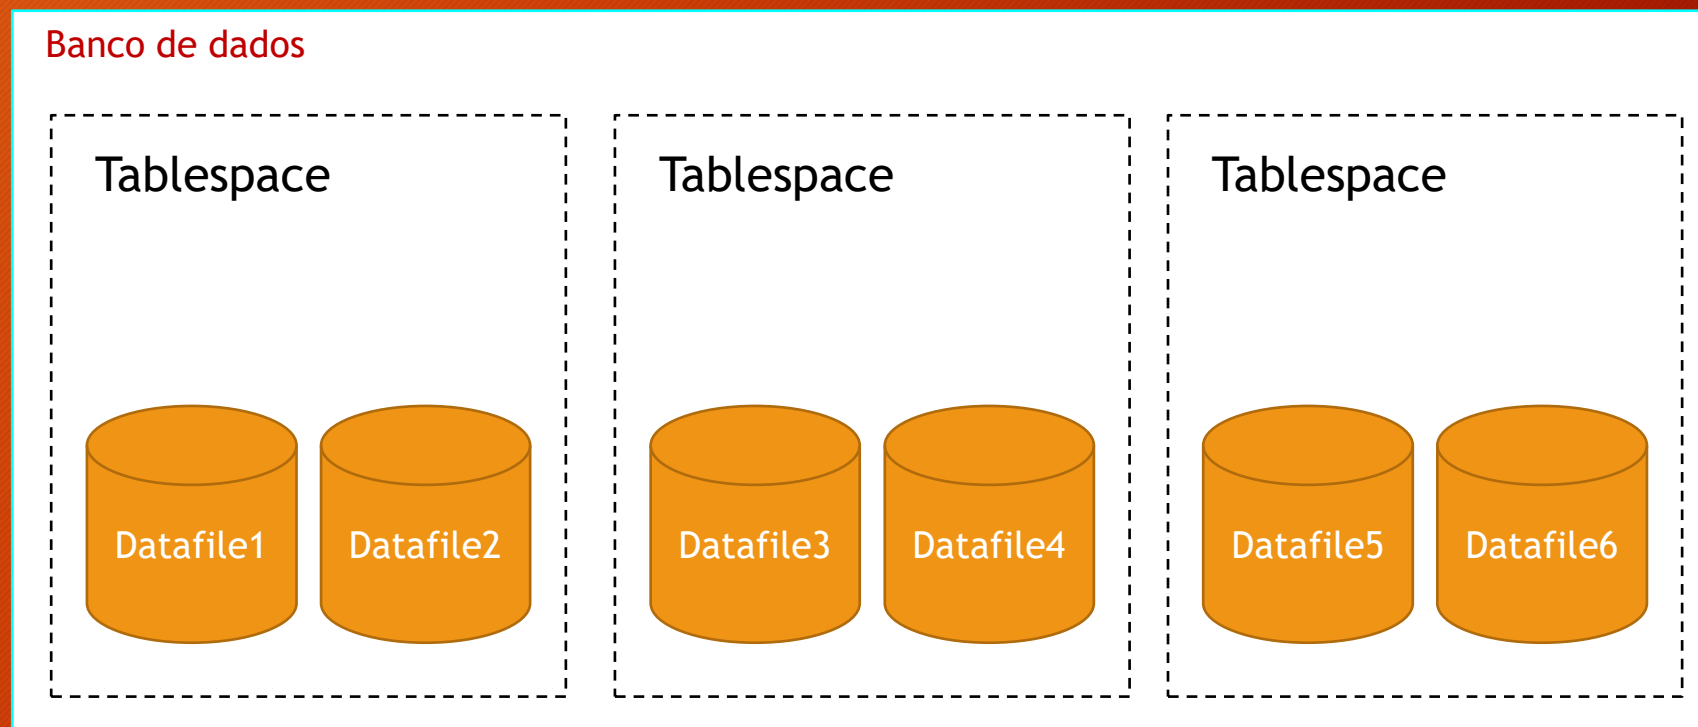 Banco de dados
Tablespace
Tablespace
Tablespace
Datafile1
Datafile2
Datafile3
Datafile4
Datafile5
Datafile6